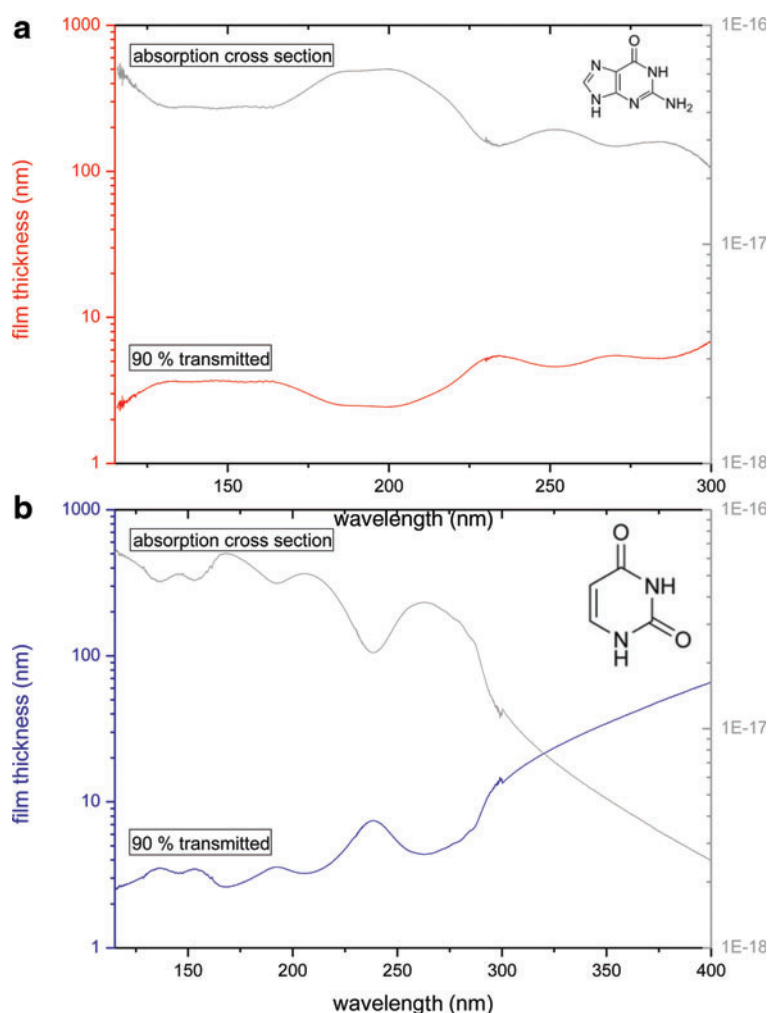 a
1000
1E-16
absorption cross section
O
N
NH
N
H
N
NH2
film thickness (nm)
100
1E-17
10
90 % transmitted
1
1E-18
150
200
250
300
wavelength (nm)
b
1000
1E-16
absorption cross section
O
NH
N
H
O
film thickness (nm)
100
1E-17
10
90 % transmitted
1
1E-18
150
200
250
300
350
400
wavelength (nm)